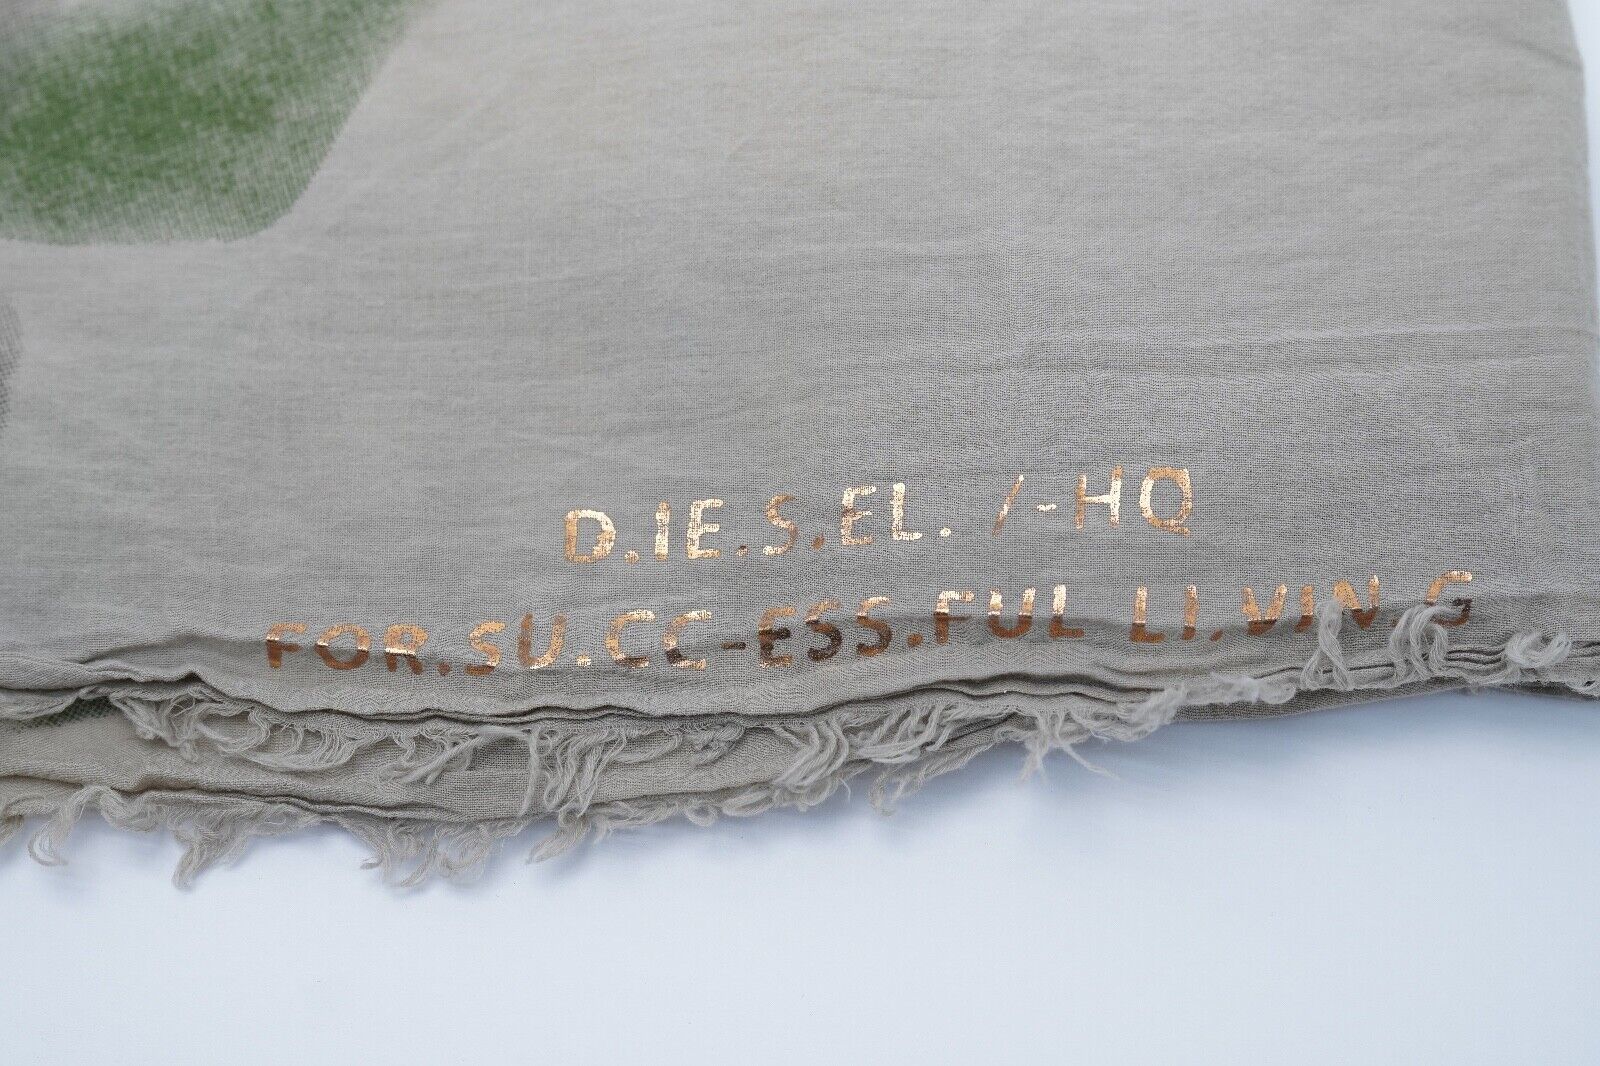 D.IE.S.EL. /-HQ
FOR.SU.CC-ESS.FUL LI.VIN.G